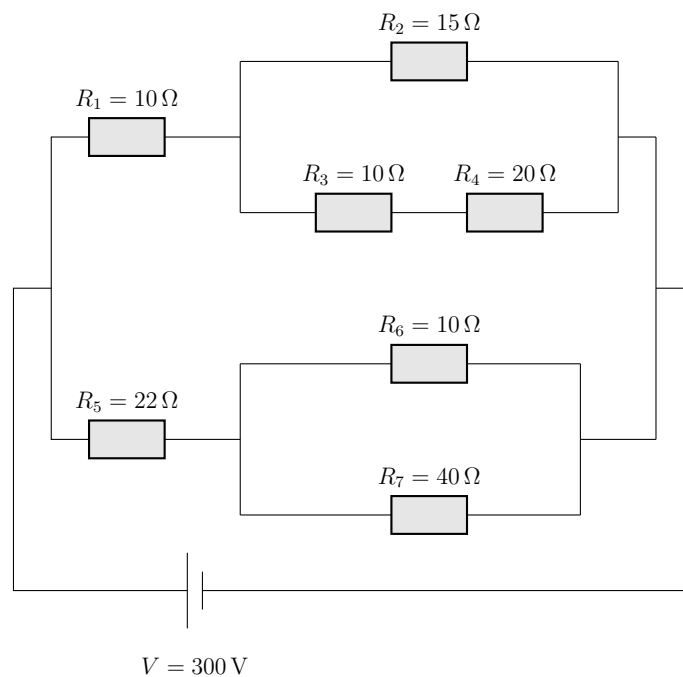 R₂ = 15 Ω
R₁ = 10 Ω
R₃ = 10 Ω
R₄ = 20 Ω
R₆ = 10 Ω
R₅ = 22 Ω
R₇ = 40 Ω
V = 300 V